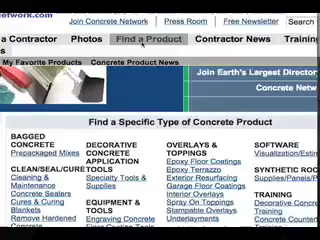 etwork.com
Join Concrete Network | Press Room | Free Newsletter
Search
a Contractor Photos Find a Product Contractor News Training
s
My Favorite Products Concrete Product News
Join Earth's Largest Directory
Concrete Netw
Find a Specific Type of Concrete Product
BAGGED
CONCRETE
Prepackaged Mixes
CLEAN/SEAL/CURE
Cleaning &
Maintenance
Concrete Sealers
Cures & Curing
Blankets
Remove Hardened
Concrete
DECORATIVE
CONCRETE
APPLICATION
TOOLS
Specialty Tools &
Supplies
EQUIPMENT &
TOOLS
Engraving Concrete
OVERLAYS &
TOPPINGS
Epoxy Floor Coatings
Epoxy Terrazzo
Garage Floor Coatings
Interior Overlays
Spray On Toppings
Stampable Overlays
Underlayments
SOFTWARE
Visualization/Estim
SYNTHETIC ROC
Supplies/Panels/P
TRAINING
Decorative Concre
Training
Concrete Counter